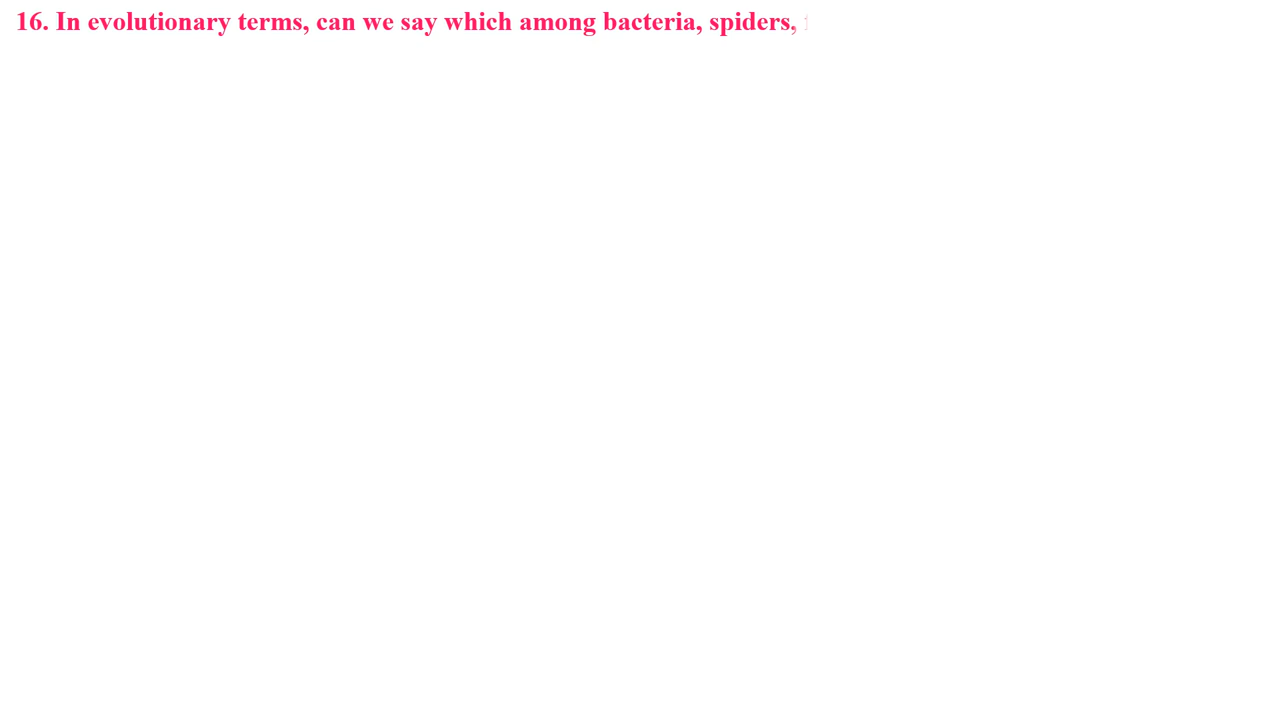 16. In evolutionary terms, can we say which among bacteria, spiders,